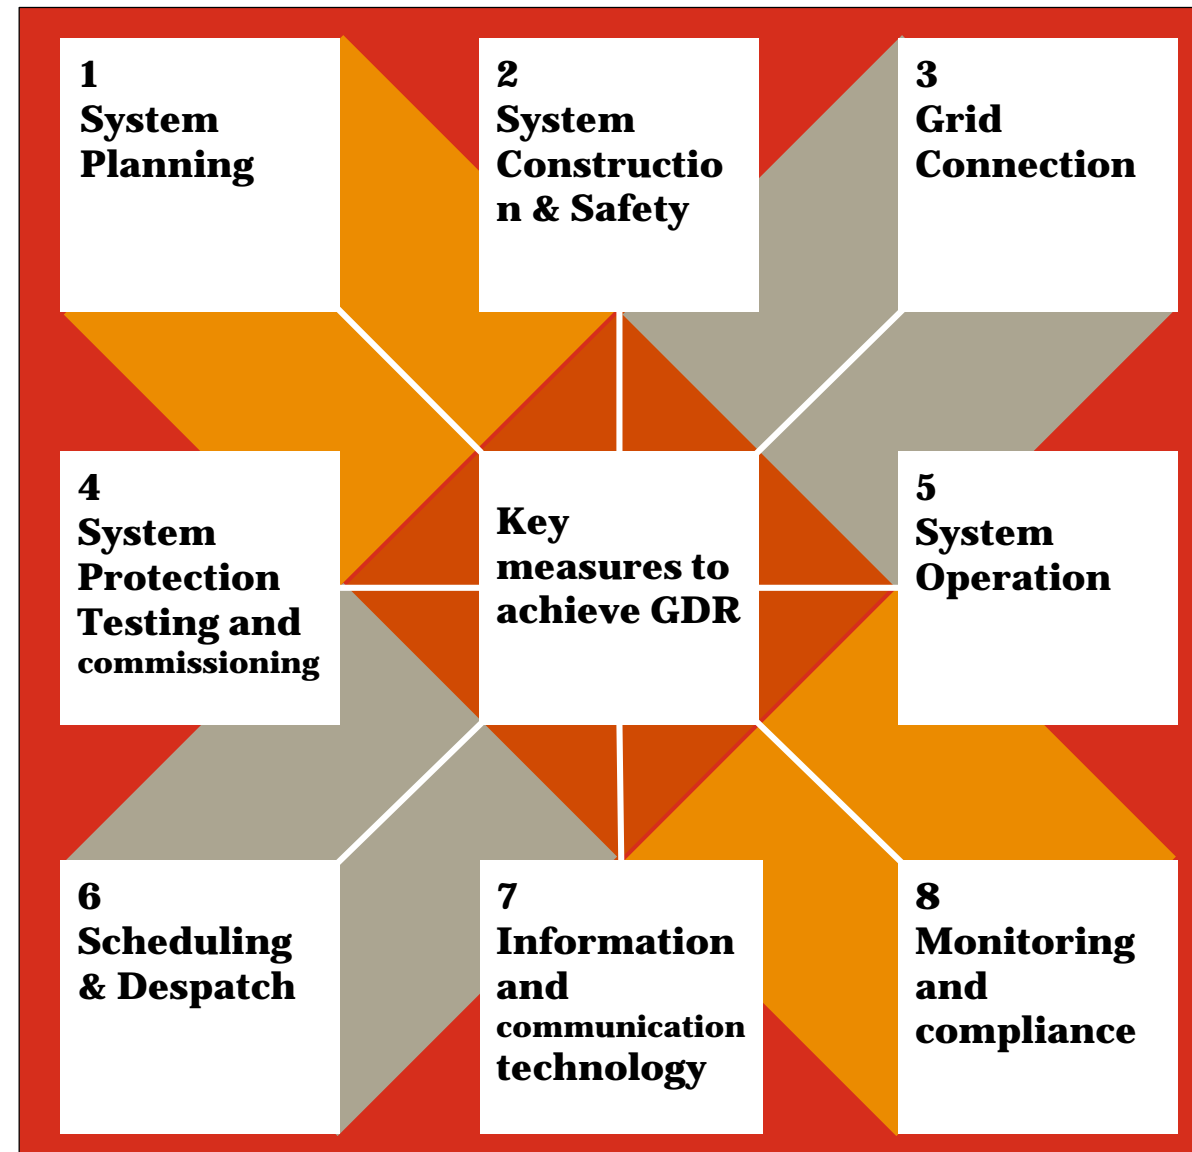 1
System
Planning
2
System
Constructio
n & Safety
3
Grid
Connection
4
System
Protection
Testing and
commissioning
Key
measures to
achieve GDR
5
System
Operation
6
Scheduling
& Despatch
7
Information
and
communication
technology
8
Monitoring
and
compliance